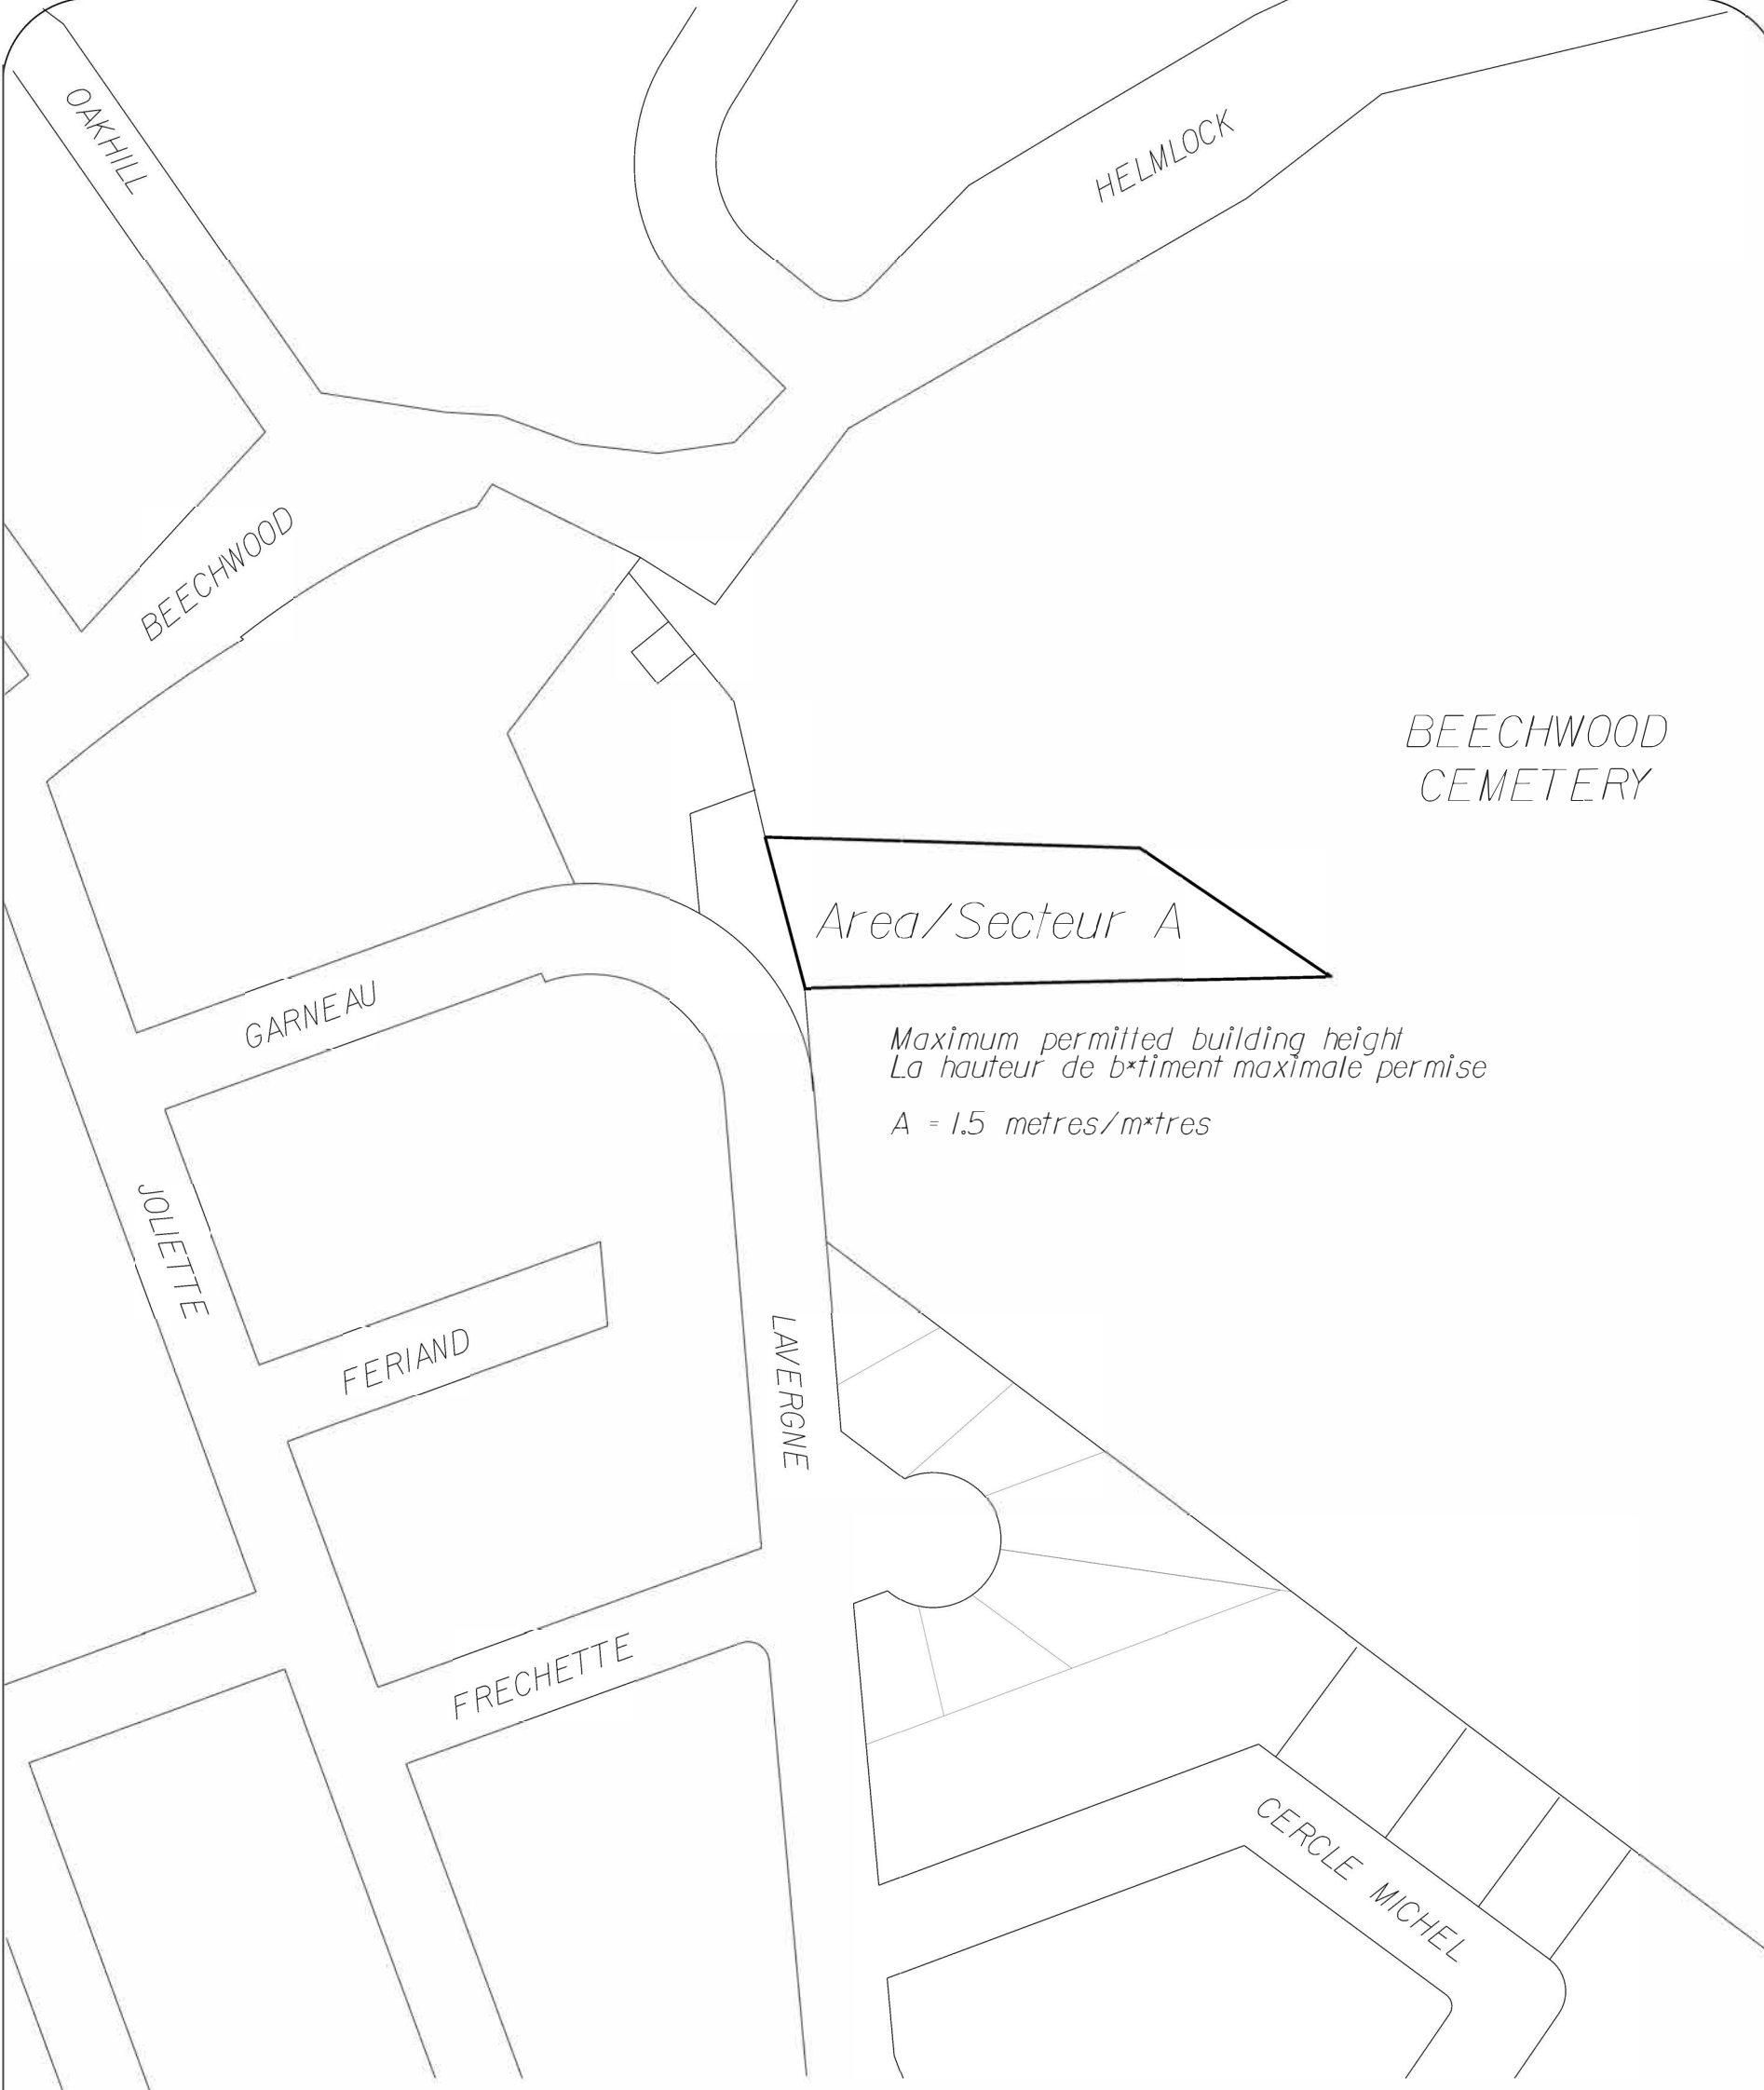 OAKHILL
HELMLOCK
BEECHWOOD
BEECHWOOD
CEMETERY
Area/Secteur A
GARNEAU
Maximum permitted building height
La hauteur de b*timent maximale permise
A = 1.5 metres/m*tres
JOLIETTE
FERIAND
LAVERGNE
FRECHETTE
CERCLE MICHEL